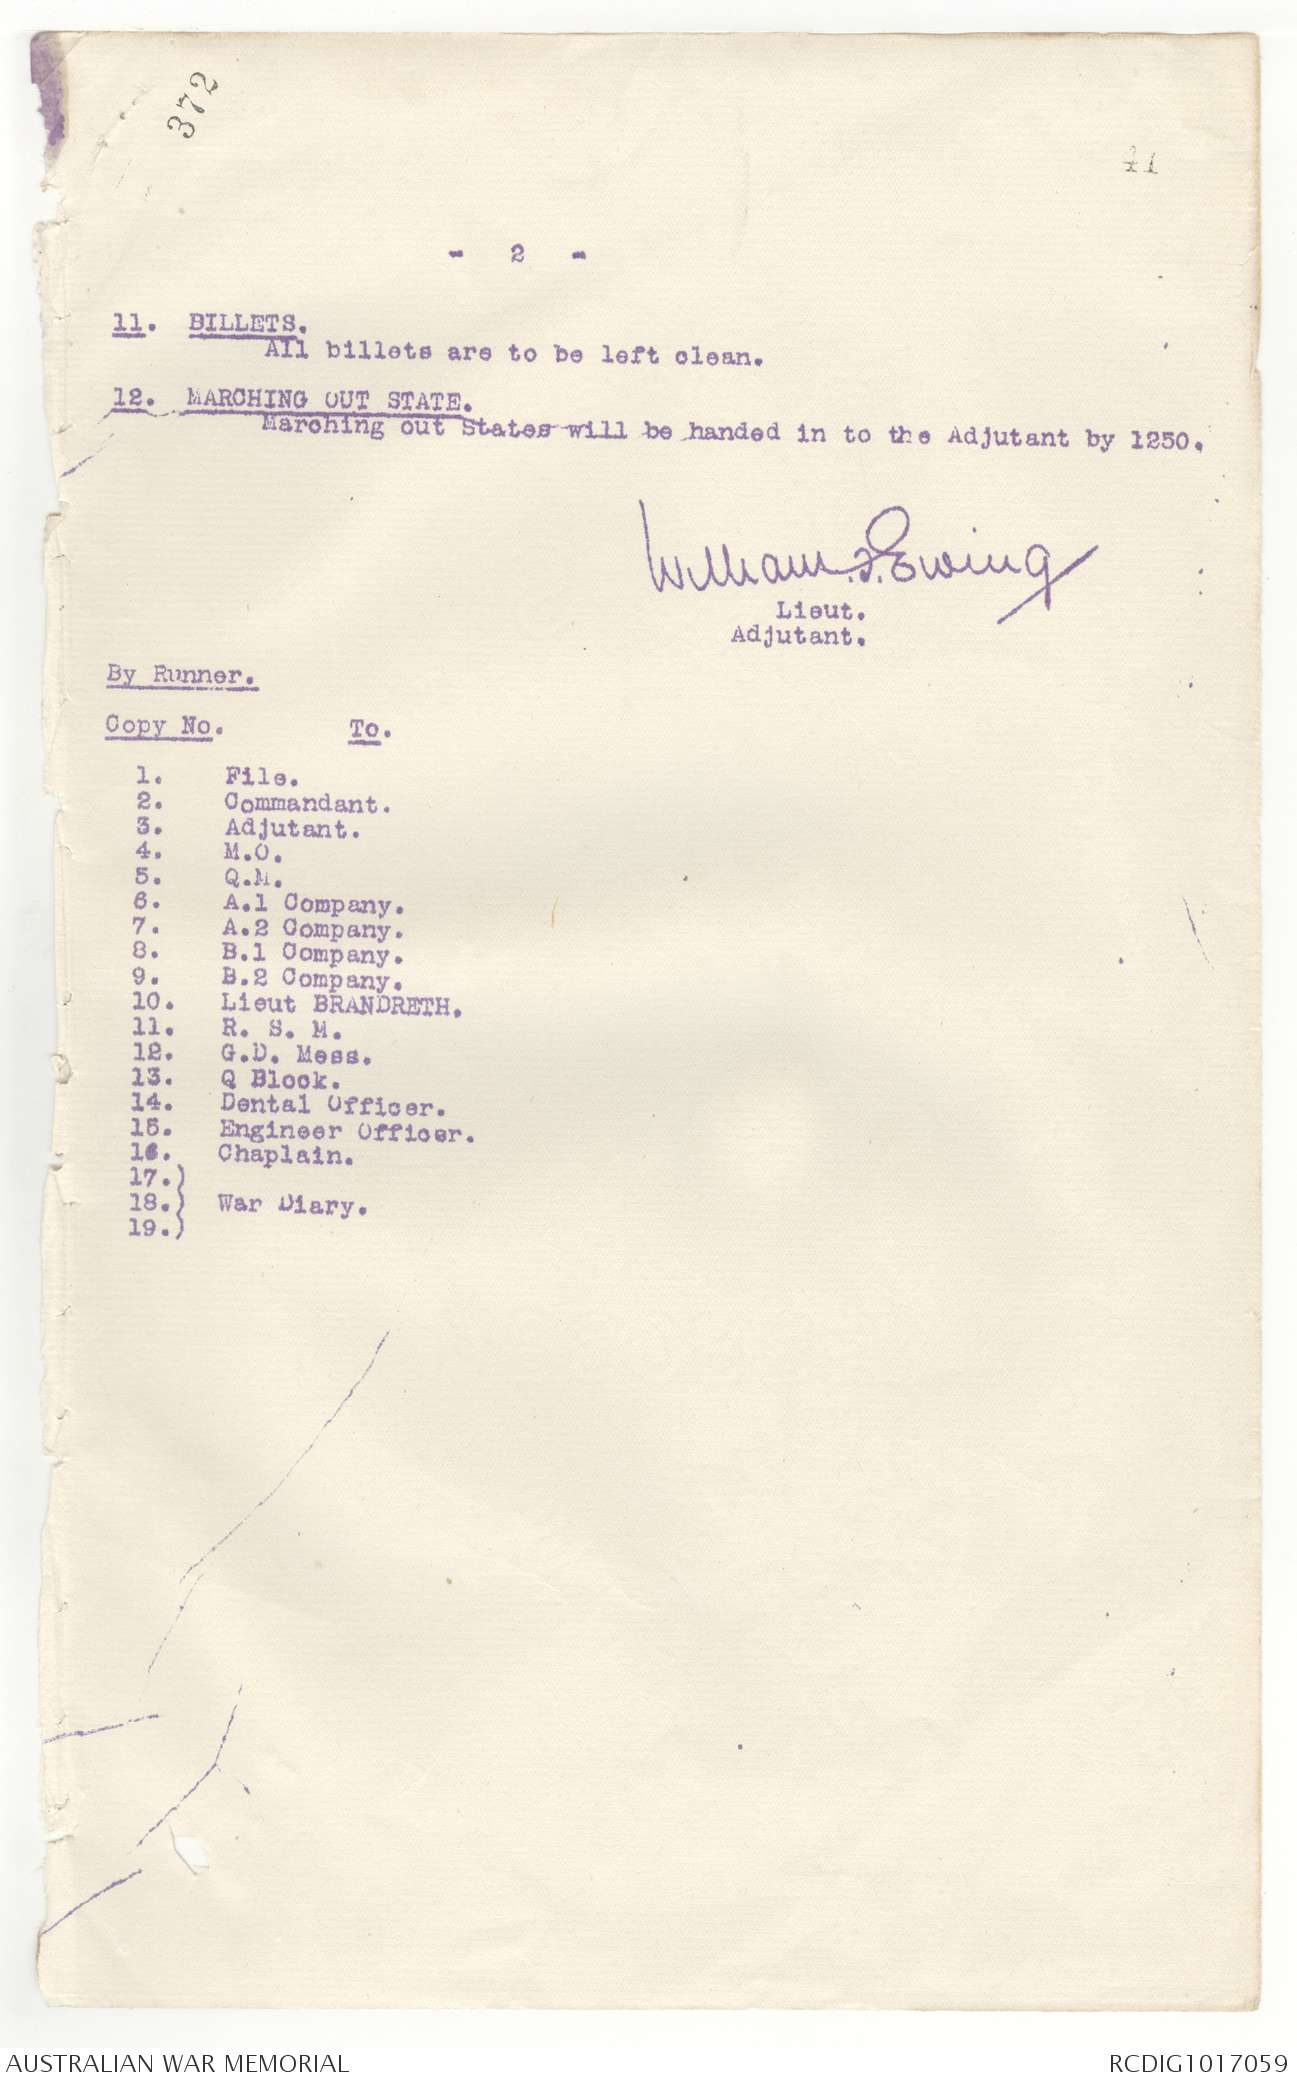 372
41
- 2 -
11. BILLETS.
All billets are to be left clean.
12. MARCHING OUT STATE.
Marching out States will be handed in to the Adjutant by 1250.
William. J. Ewing
Lieut.
Adjutant.
By Runner.
Copy No. To.
1. File.
2. Commandant.
3. Adjutant.
4. M.O.
5. Q.M.
6. A.1 Company.
7. A.2 Company.
8. B.1 Company.
9. B.2 Company.
10. Lieut BRANDRETH.
11. R. S. M.
12. G.D. Mess.
13. Q Block.
14. Dental Officer.
15. Engineer Officer.
16. Chaplain.
17.)
18.) War Diary.
19.)
AUSTRALIAN WAR MEMORIAL RCDIG1017059